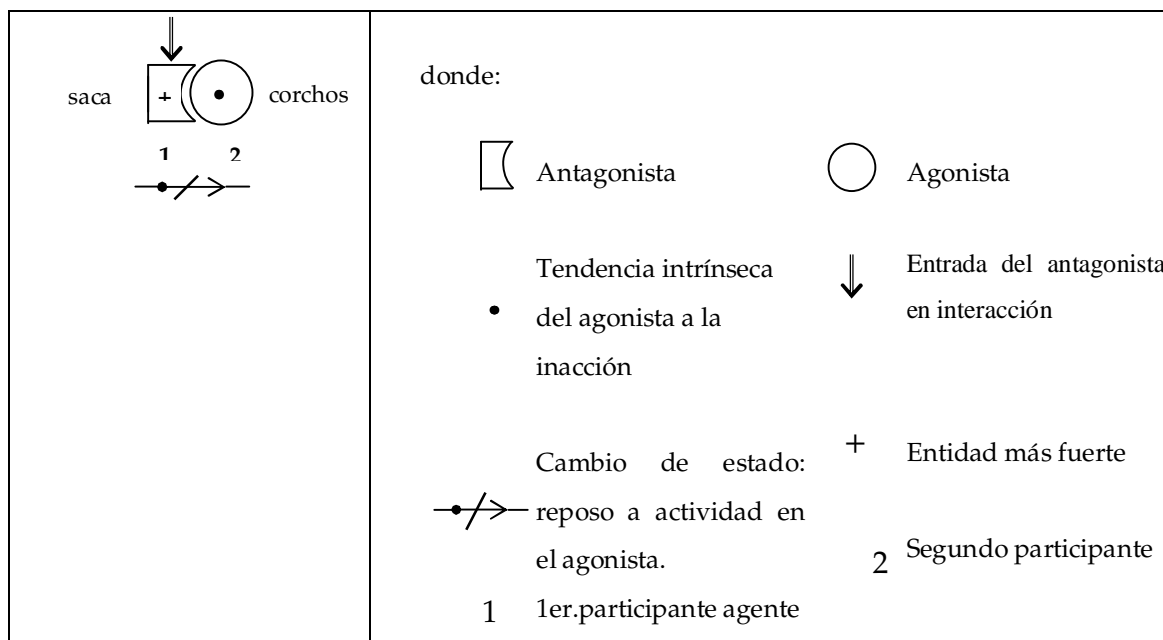 saca + corchos
1 2
donde:
Antagonista
Agonista
Tendencia intrínseca
del agonista a la
inacción
Entrada del antagonista
en interacción
Cambio de estado:
reposo a actividad en
el agonista.
+ Entidad más fuerte
2 Segundo participante
1 1er.participante agente